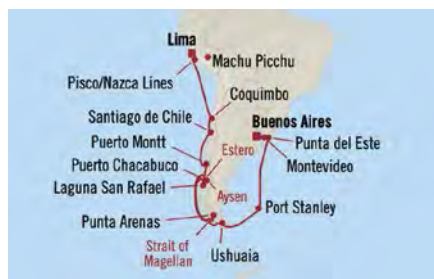 Lima
Machu Picchu
Pisco/Nazca Lines
Coquimbo
Santiago de Chile
Buenos Aires
Puerto Montt
Estero
Punta del Este
Puerto Chacabuco
Montevideo
Laguna San Rafael
Aysen
Punta Arenas
Port Stanley
Strait of
Magellan
Ushuaia